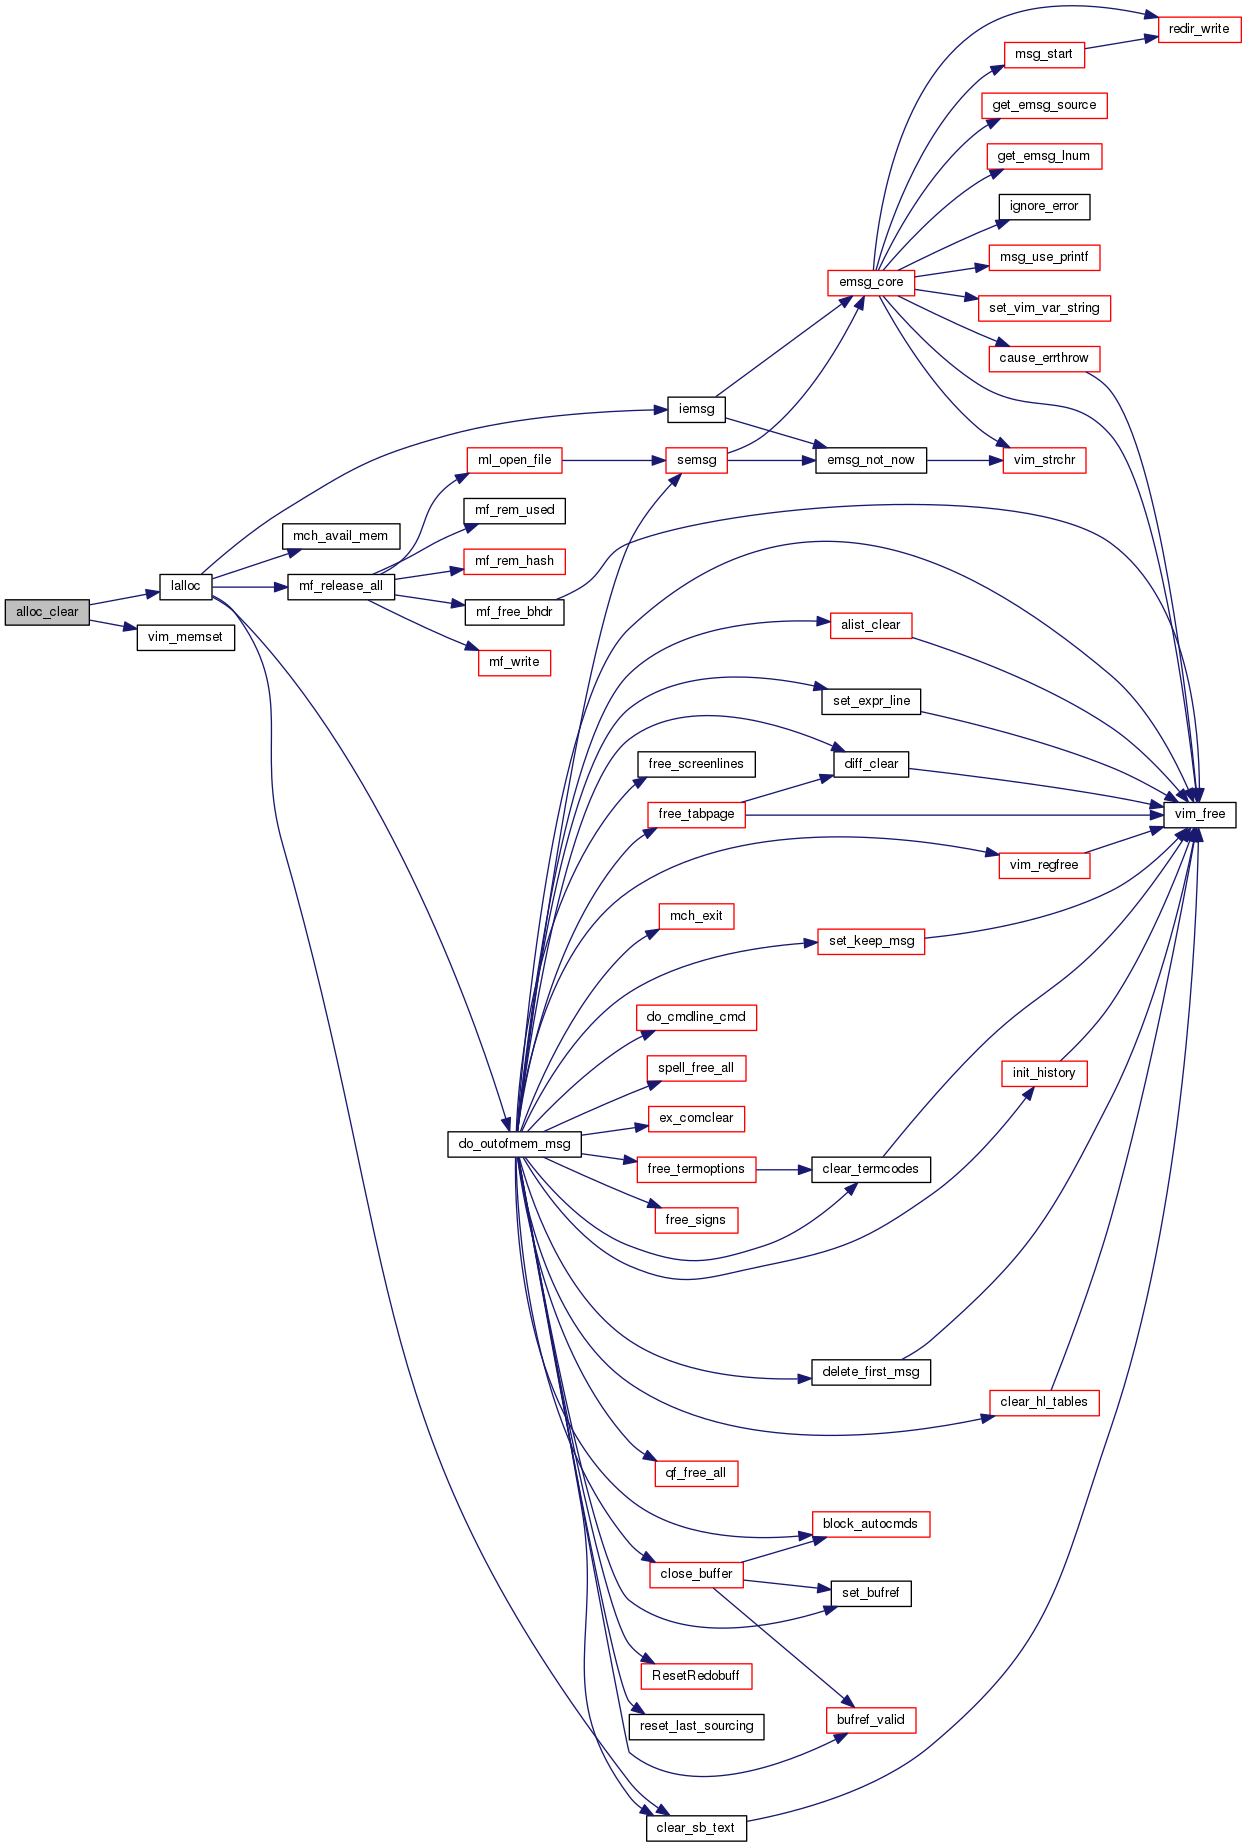 redir_write
msg_start
get_emsg_source
get_emsg_lnum
ignore_error
msg_use_printf
emsg_core
set_vim_var_string
cause_errthrow
iemsg
ml_open_file
semsg
emsg_not_now
vim_strchr
mf_rem_used
mch_avail_mem
mf_rem_hash
lalloc
mf_release_all
alloc_clear
mf_free_bhdr
alist_clear
vim_memset
mf_write
set_expr_line
free_screenlines
diff_clear
free_tabpage
vim_free
vim_regfree
mch_exit
set_keep_msg
do_cmdline_cmd
spell_free_all
init_history
ex_comclear
do_outofmem_msg
free_termoptions
clear_termcodes
free_signs
delete_first_msg
clear_hl_tables
qf_free_all
block_autocmds
close_buffer
set_bufref
ResetRedobuff
reset_last_sourcing
bufref_valid
clear_sb_text